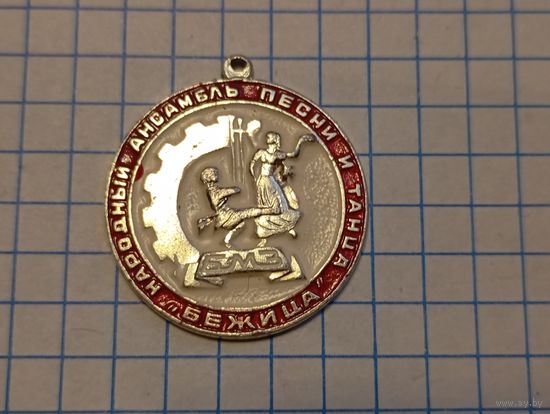 НАРОДНЫЙ АНСАМБЛЬ ПЕСНИ И ТАНЦА
"БЕЖИЦА"
БМЗ
www.ay.by